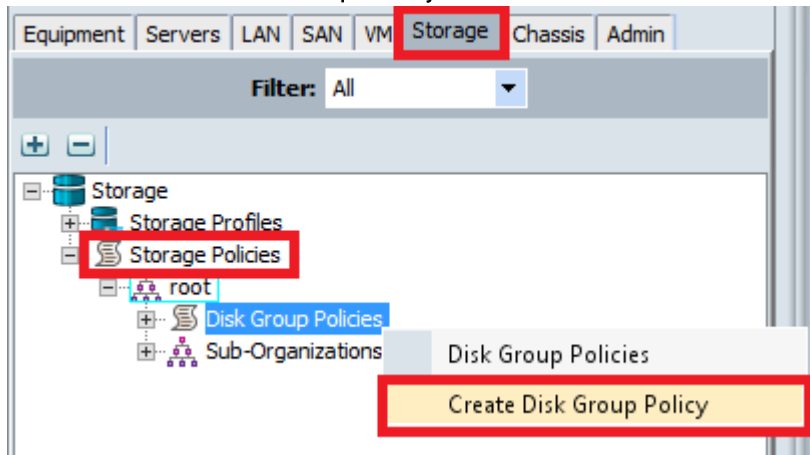 Equipment Servers LAN SAN VM Storage Chassis Admin
Filter: All
Storage
Storage Profiles
Storage Policies
root
Disk Group Policies
Sub-Organizations
Disk Group Policies
Create Disk Group Policy